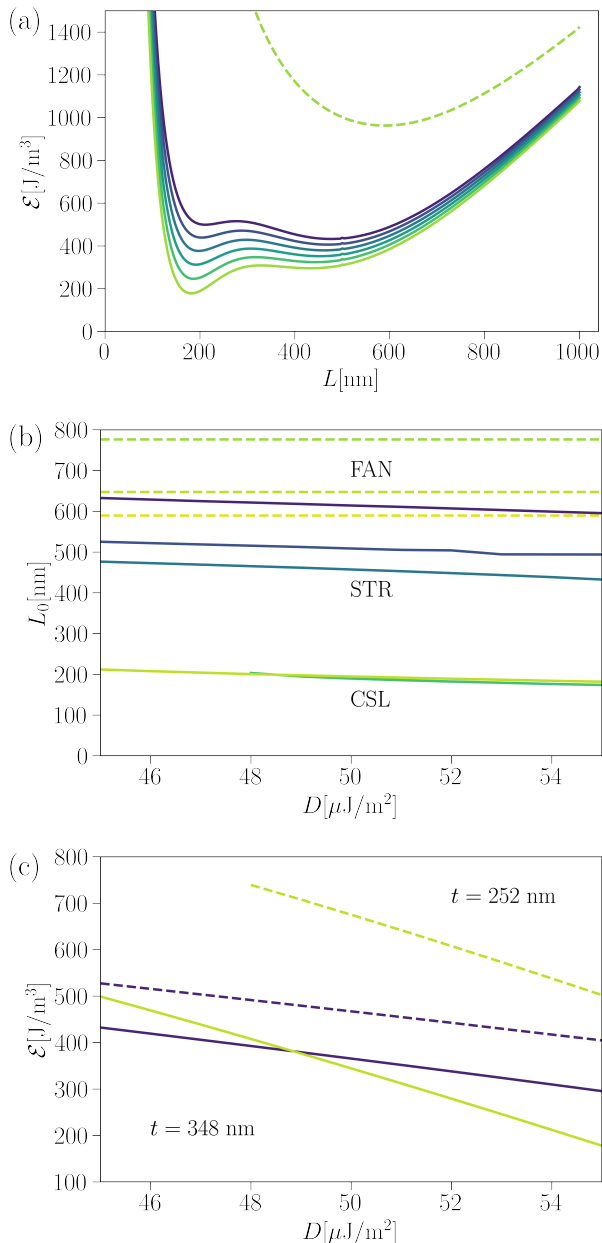 (a)
1400
1200
1000
800
600
400
200
0
ℰ[J/m³]
0 200 400 600 800 1000
L[nm]
(b)
800
700
600
500
400
300
200
100
0
L₀[nm]
FAN
STR
CSL
46 48 50 52 54
D[μJ/m²]
(c)
800
700
600
500
400
300
200
100
ℰ[J/m³]
t = 252 nm
t = 348 nm
46 48 50 52 54
D[μJ/m²]